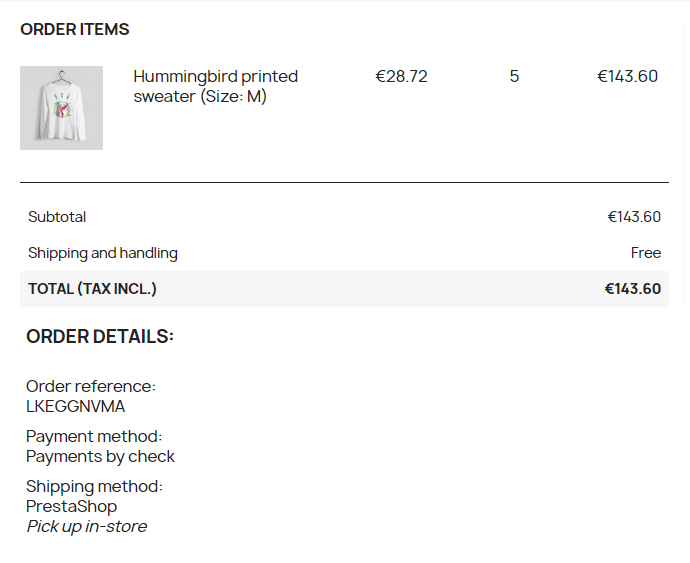 ORDER ITEMS
Hummingbird printed €28.72 5 €143.60
sweater (Size: M)
Subtotal €143.60
Shipping and handling Free
TOTAL (TAX INCL.) €143.60
ORDER DETAILS:
Order reference:
LKEGGNVMA
Payment method:
Payments by check
Shipping method:
PrestaShop
Pick up in-store